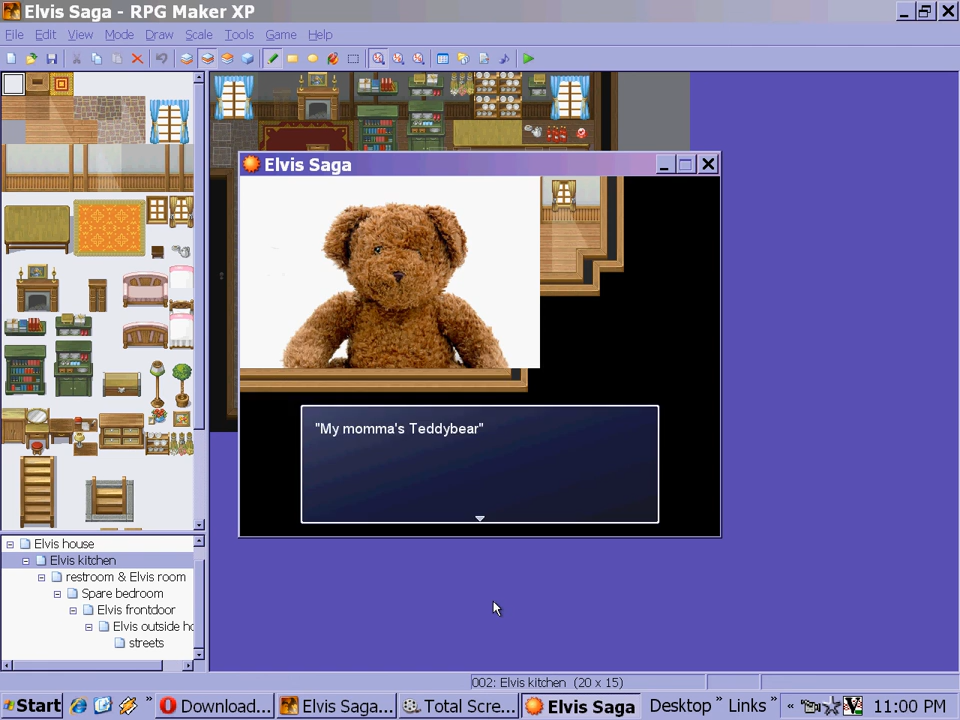 Elvis Saga - RPG Maker XP
File Edit View Mode Draw Scale Tools Game Help
Elvis Saga
"My momma's Teddybear"
Elvis house
Elvis kitchen
restroom & Elvis room
Spare bedroom
Elvis frontdoor
Elvis outside ho
streets
002: Elvis kitchen (20 x 15)
Start » Download... Elvis Saga... Total Scre... Elvis Saga Desktop » Links » « 11:00 PM